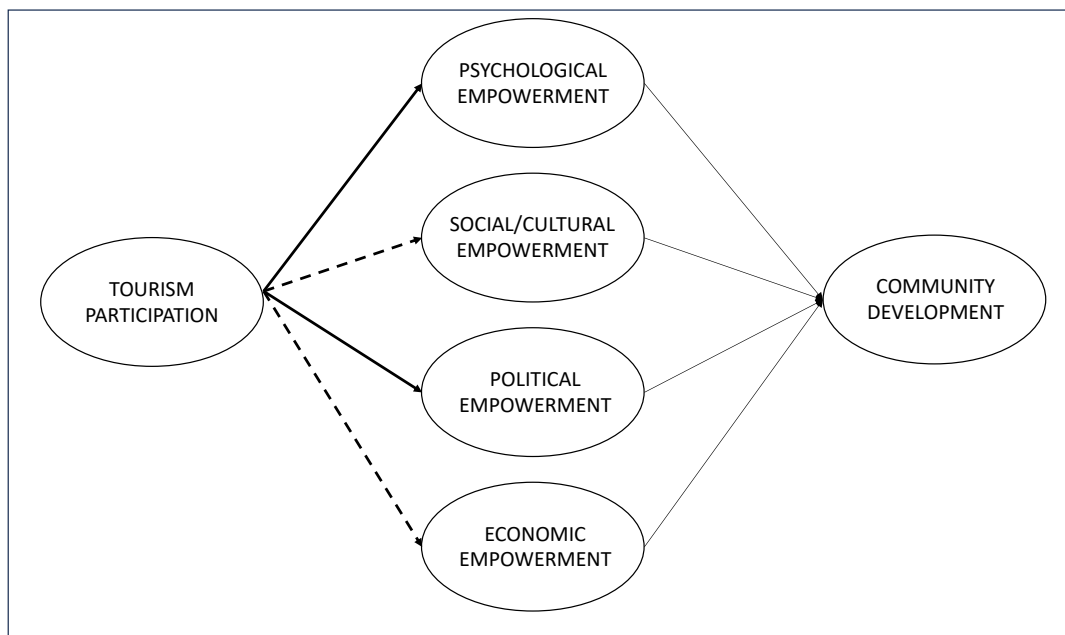 PSYCHOLOGICAL
EMPOWERMENT
SOCIAL/CULTURAL
EMPOWERMENT
TOURISM
PARTICIPATION
COMMUNITY
DEVELOPMENT
POLITICAL
EMPOWERMENT
ECONOMIC
EMPOWERMENT